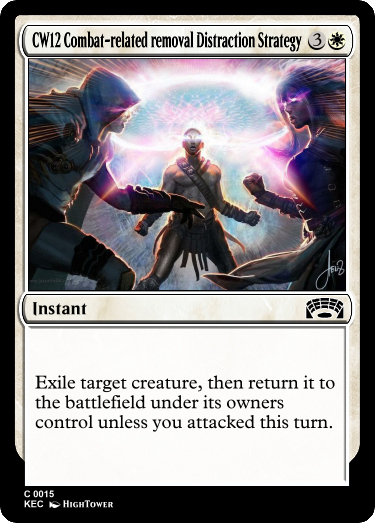 CW12 Combat-related removal Distraction Strategy 3
Instant
Exile target creature, then return it to
the battlefield under its owners
control unless you attacked this turn.
C 0015
KEC HIGHTOWER